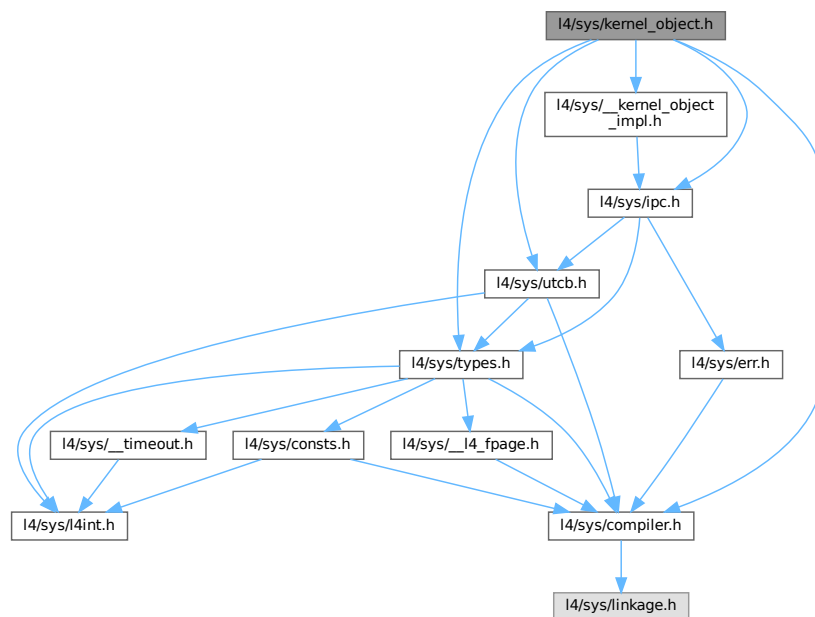 l4/sys/kernel_object.h
l4/sys/__kernel_object
_impl.h
l4/sys/ipc.h
l4/sys/utcb.h
l4/sys/types.h
l4/sys/err.h
l4/sys/__timeout.h
l4/sys/consts.h
l4/sys/__l4_fpage.h
l4/sys/l4int.h
l4/sys/compiler.h
l4/sys/linkage.h